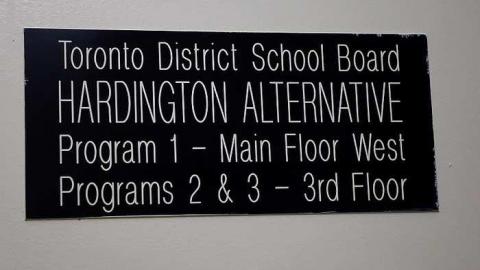 Toronto District School Board
HARDINGTON ALTERNATIVE
Program 1 – Main Floor West
Programs 2 & 3 – 3rd Floor